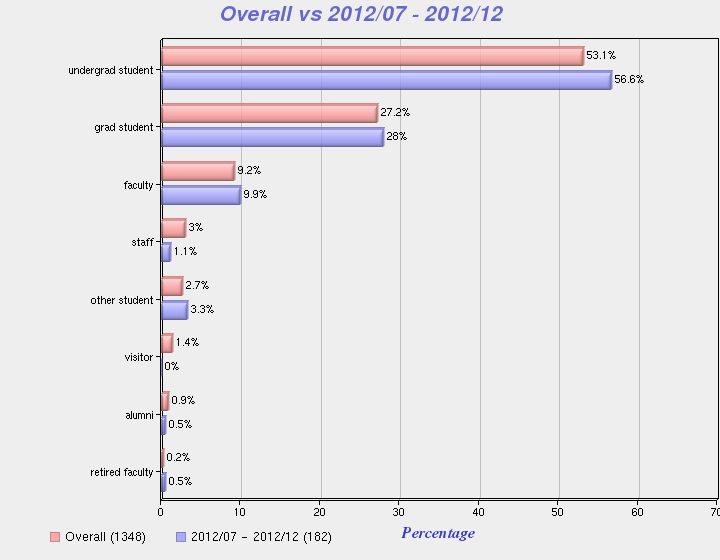 Overall vs 2012/07 - 2012/12
undergrad student
53.1%
56.6%
grad student
27.2%
28%
faculty
9.2%
9.9%
staff
3%
1.1%
other student
2.7%
3.3%
visitor
1.4%
0%
alumni
0.9%
0.5%
retired faculty
0.2%
0.5%
0 10 20 30 40 50 60 70
Percentage
Overall (1348)
2012/07 - 2012/12 (182)